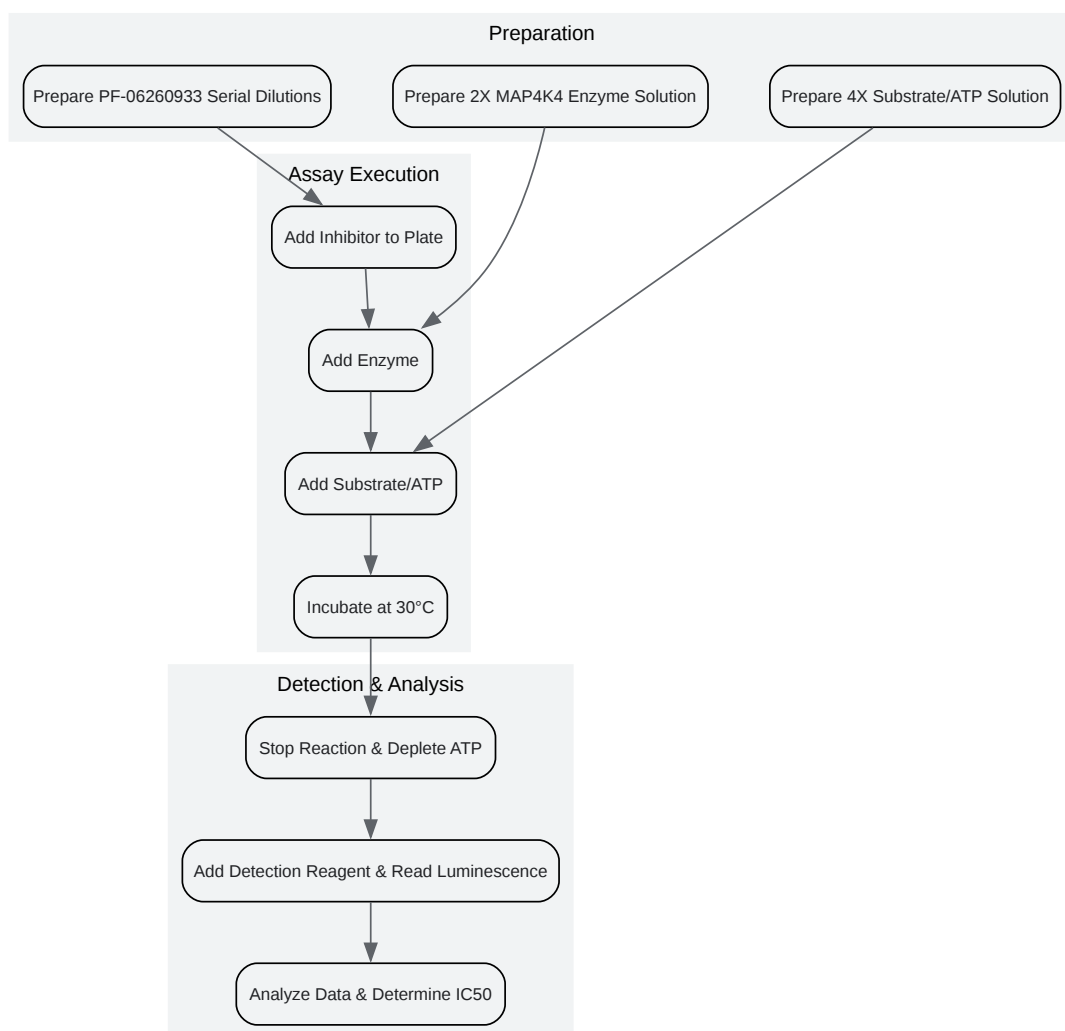 Preparation
Prepare PF-06260933 Serial Dilutions
Prepare 2X MAP4K4 Enzyme Solution
Prepare 4X Substrate/ATP Solution
Assay Execution
Add Inhibitor to Plate
Add Enzyme
Add Substrate/ATP
Incubate at 30°C
Detection & Analysis
Stop Reaction & Deplete ATP
Add Detection Reagent & Read Luminescence
Analyze Data & Determine IC50